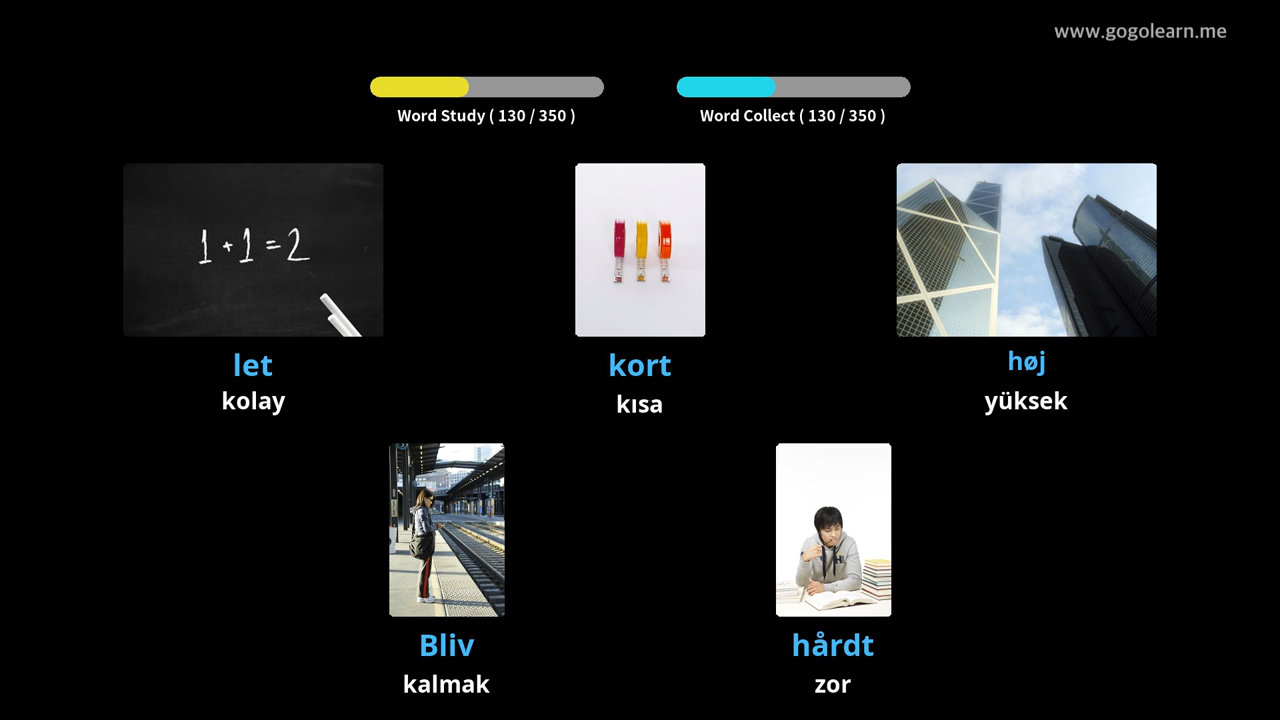 www.gogolearn.me
Word Study ( 130 / 350 )
Word Collect ( 130 / 350 )
1 + 1 = 2
let
kolay
kort
kısa
høj
yüksek
Bliv
kalmak
hårdt
zor